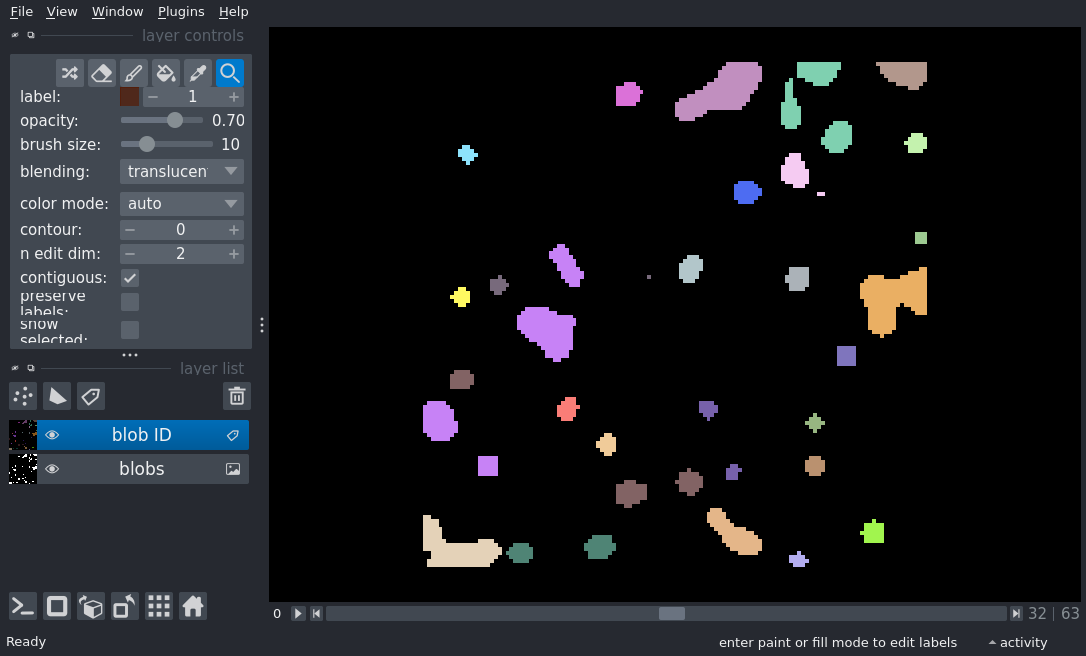 File View Window Plugins Help
layer controls
label: 1
opacity: 0.70
brush size: 10
blending: translucen
color mode: auto
contour: 0
n edit dim: 2
contiguous:
preserve
labels:
show
selected:
layer list
blob ID
blobs
0 32 | 63
Ready enter paint or fill mode to edit labels activity